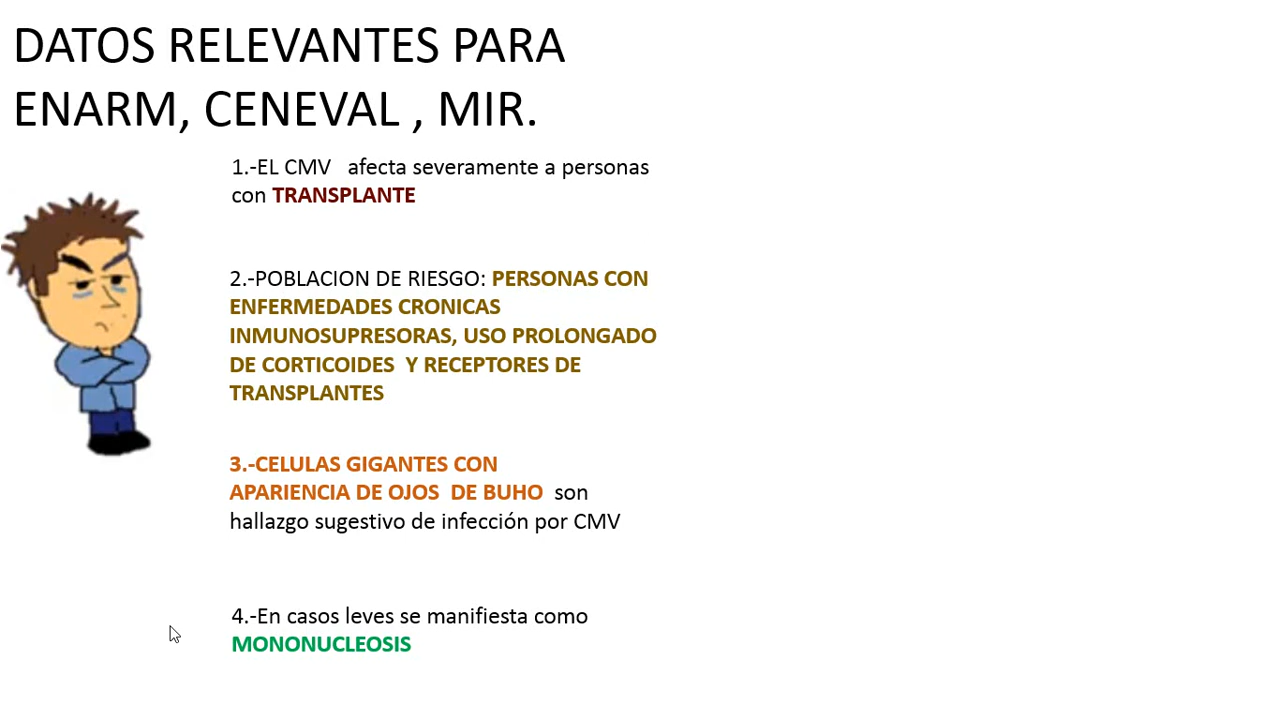 DATOS RELEVANTES PARA
ENARM, CENEVAL , MIR.
1.-EL CMV afecta severamente a personas
con TRANSPLANTE
2.-POBLACION DE RIESGO: PERSONAS CON
ENFERMEDADES CRONICAS
INMUNOSUPRESORAS, USO PROLONGADO
DE CORTICOIDES Y RECEPTORES DE
TRANSPLANTES
3.-CELULAS GIGANTES CON
APARIENCIA DE OJOS DE BUHO son
hallazgo sugestivo de infección por CMV
4.-En casos leves se manifiesta como
MONONUCLEOSIS